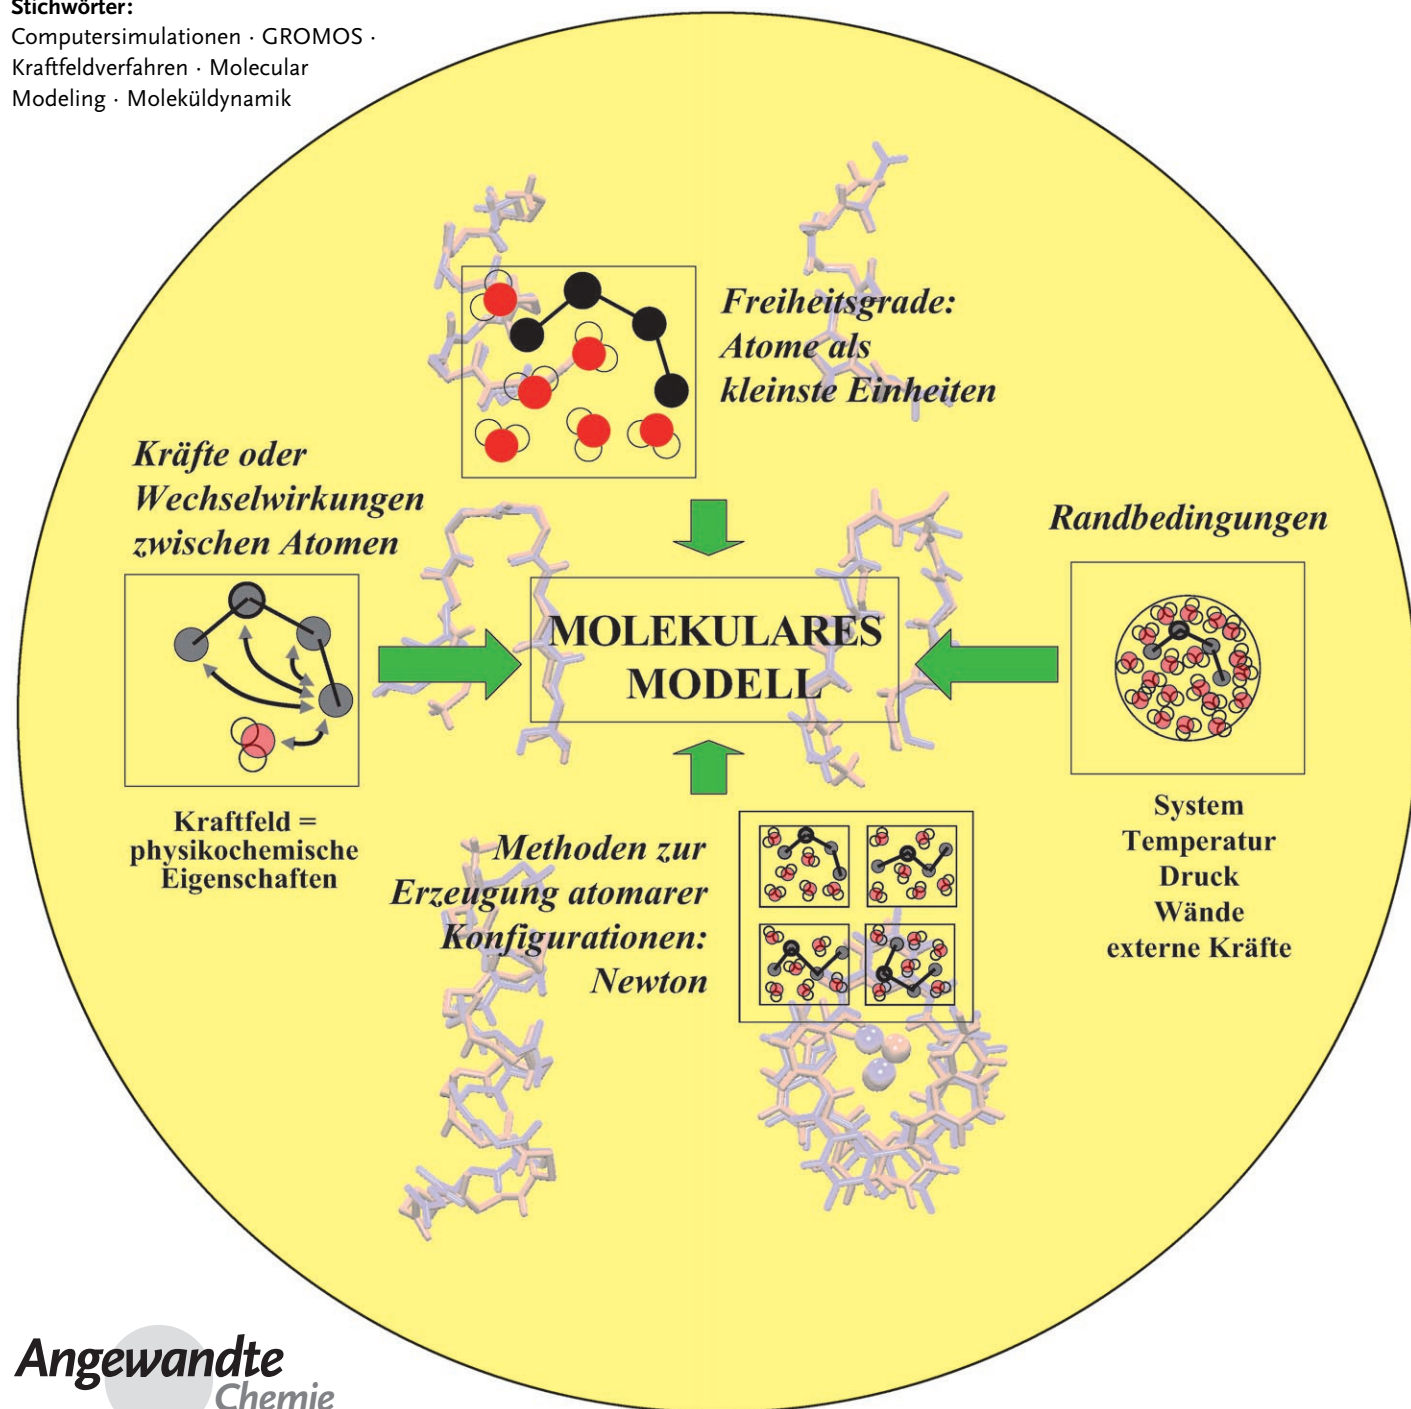 Stichwörter:
Computersimulationen · GROMOS ·
Kraftfeldverfahren · Molecular
Modeling · Moleküldynamik
Freiheitsgrade:
Atome als
kleinste Einheiten
Kräfte oder
Wechselwirkungen
zwischen Atomen
Randbedingungen
MOLEKULARES
MODELL
Kraftfeld =
physikochemische
Eigenschaften
Methoden zur
Erzeugung atomarer
Konfigurationen:
Newton
System
Temperatur
Druck
Wände
externe Kräfte
Angewandte
Chemie